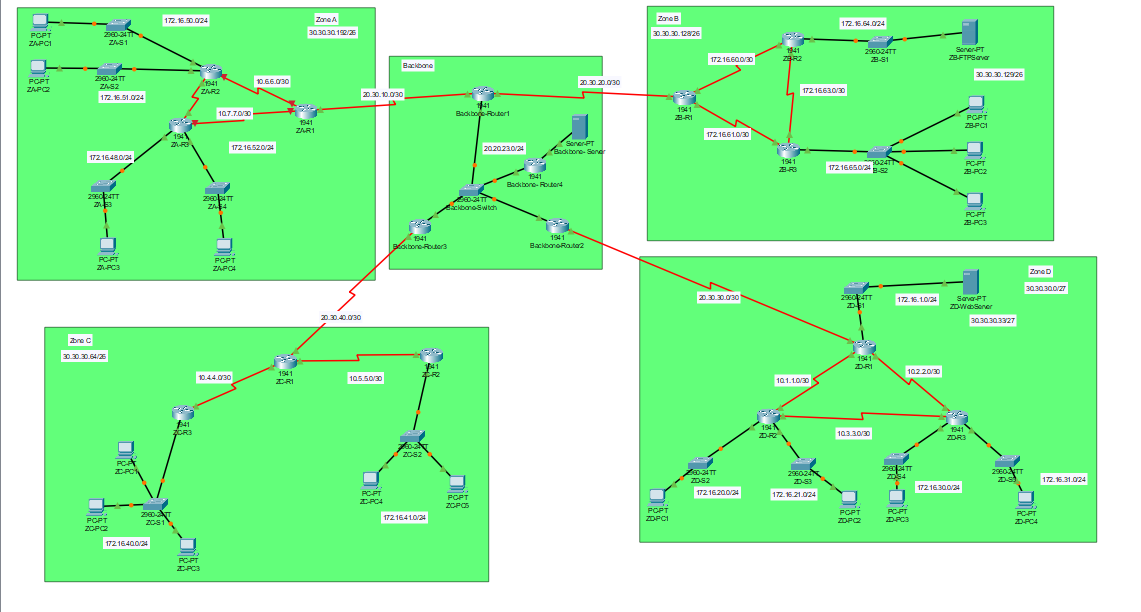 Zone A
30.30.30.192/26
172.16.50.0/24
PC-PT
ZA-PC1
2960-24TT
ZA-S1
PC-PT
ZA-PC2
2960-24TT
ZA-S2
172.16.51.0/24
1941
ZA-R2
10.6.6.0/30
10.7.7.0/30
1941
ZA-R1
1941
ZA-R3
172.16.52.0/24
172.16.48.0/24
2960-24TT
ZA-S3
2960-24TT
ZA-S4
PC-PT
ZA-PC3
PC-PT
ZA-PC4
20.30.10.0/30
Backbone
1941
Backbone-Router1
20.30.20.0/30
Server-PT
Backbone- Server
20.20.23.0/24
1941
Backbone- Router4
2960-24TT
Backbone-Switch
1941
Backbone-Router3
1941
Backbone-Router2
Zone B
30.30.30.128/26
172.16.64.0/24
1941
ZB-R2
2960-24TT
ZB-S1
Server-PT
ZB-FTPServer
30.30.30.129/26
172.16.60.0/30
172.16.63.0/30
1941
ZB-R1
172.16.61.0/30
1941
ZB-R3
172.16.65.0/24
2960-24TT
ZB-S2
PC-PT
ZB-PC1
PC-PT
ZB-PC2
PC-PT
ZB-PC3
20.30.40.0/30
Zone C
30.30.30.64/26
1941
ZC-R1
10.4.4.0/30
10.5.5.0/30
1941
ZC-R2
1941
ZC-R3
PC-PT
ZC-PC1
PC-PT
ZC-PC2
2960-24TT
ZC-S1
172.16.40.0/24
PC-PT
ZC-PC3
2960-24TT
ZC-S2
PC-PT
ZC-PC4
PC-PT
ZC-PC5
172.16.41.0/24
20.30.30.0/30
Zone D
30.30.30.0/27
2960-24TT
ZD-S1
172.16.1.0/24
Server-PT
ZD-WebServer
30.30.30.33/27
1941
ZD-R1
10.1.1.0/30
10.2.2.0/30
1941
ZD-R2
10.3.3.0/30
1941
ZD-R3
2960-24TT
ZD-S2
2960-24TT
ZD-S3
2960-24TT
ZD-S4
2960-24TT
ZD-S5
172.16.20.0/24
172.16.21.0/24
172.16.30.0/24
172.16.31.0/24
PC-PT
ZD-PC1
PC-PT
ZD-PC2
PC-PT
ZD-PC3
PC-PT
ZD-PC4